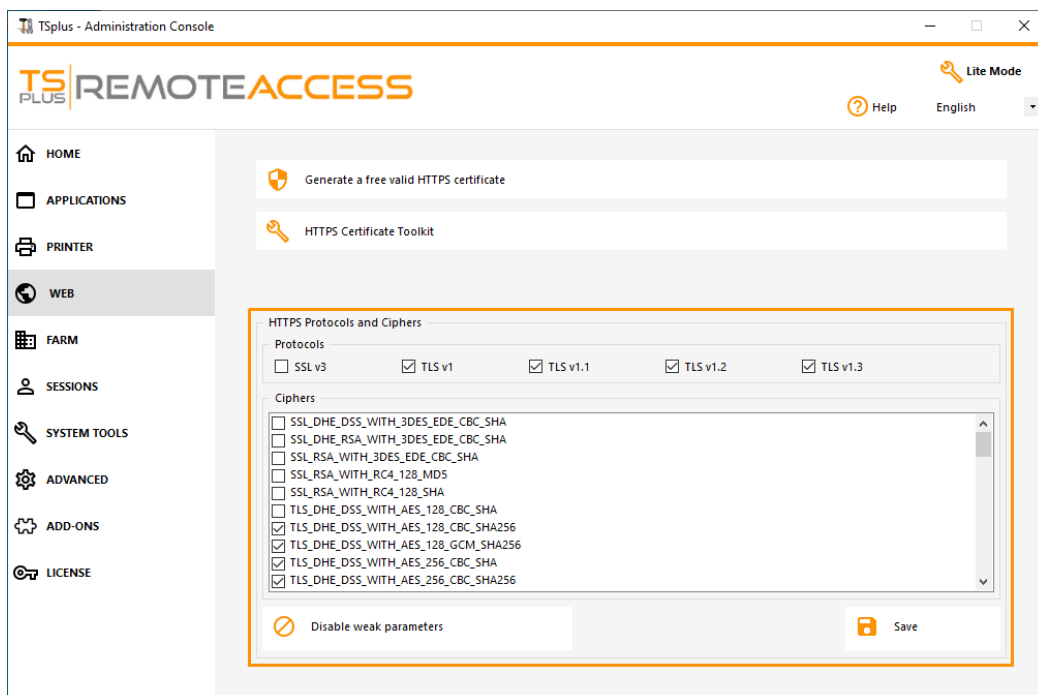 TSplus - Administration Console
TS PLUS REMOTEACCESS
Lite Mode
Help
English
HOME
APPLICATIONS
PRINTER
WEB
FARM
SESSIONS
SYSTEM TOOLS
ADVANCED
ADD-ONS
LICENSE
Generate a free valid HTTPS certificate
HTTPS Certificate Toolkit
HTTPS Protocols and Ciphers
Protocols
SSL v3 TLS v1 TLS v1.1 TLS v1.2 TLS v1.3
Ciphers
SSL_DHE_DSS_WITH_3DES_EDE_CBC_SHA
SSL_DHE_RSA_WITH_3DES_EDE_CBC_SHA
SSL_RSA_WITH_3DES_EDE_CBC_SHA
SSL_RSA_WITH_RC4_128_MD5
SSL_RSA_WITH_RC4_128_SHA
TLS_DHE_DSS_WITH_AES_128_CBC_SHA
TLS_DHE_DSS_WITH_AES_128_CBC_SHA256
TLS_DHE_DSS_WITH_AES_128_GCM_SHA256
TLS_DHE_DSS_WITH_AES_256_CBC_SHA
TLS_DHE_DSS_WITH_AES_256_CBC_SHA256
Disable weak parameters
Save